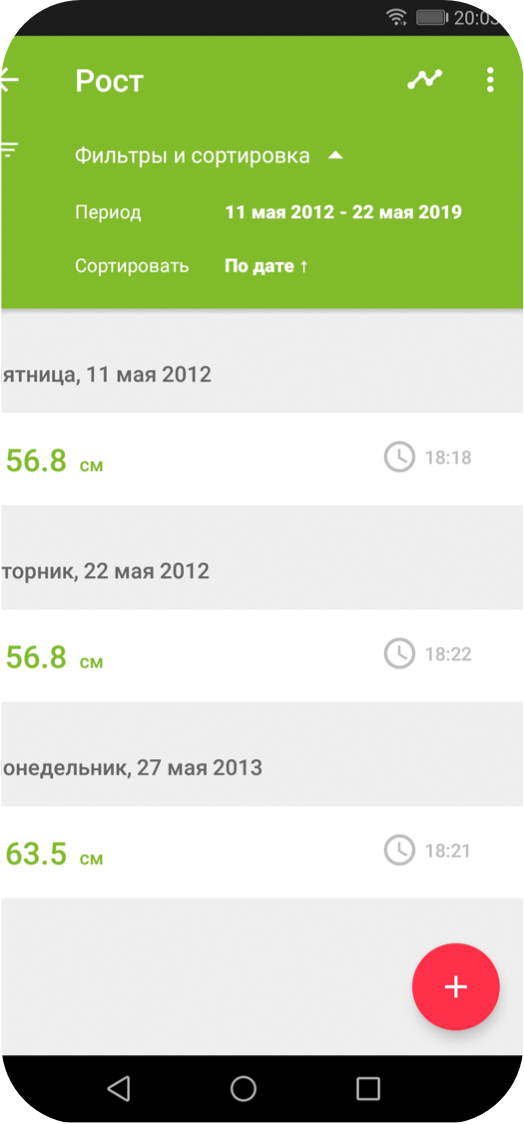 20:03
Рост
Фильтры и сортировка
Период 11 мая 2012 - 22 мая 2019
Сортировать По дате ↑
ятница, 11 мая 2012
56.8 см 18:18
торник, 22 мая 2012
56.8 см 18:22
онедельник, 27 мая 2013
63.5 см 18:21